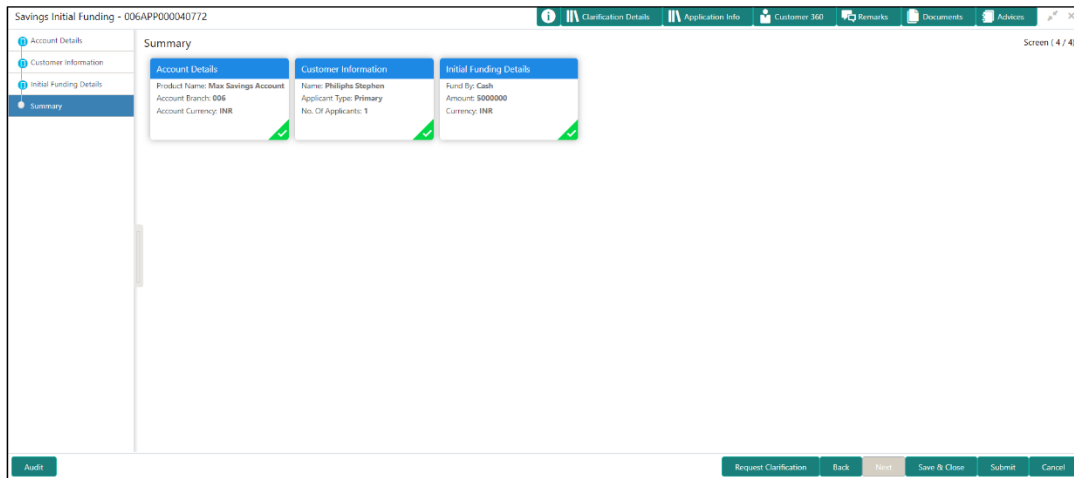 Savings Initial Funding - 006APP000040772
Clarification Details
Application Info
Customer 360
Remarks
Documents
Advices
Account Details
Customer Information
Initial Funding Details
Summary
Summary
Screen ( 4 / 4)
Account Details
Product Name: Max Savings Account
Account Branch: 006
Account Currency: INR
Customer Information
Name: Philiphs Stephen
Applicant Type: Primary
No. Of Applicants: 1
Initial Funding Details
Fund By: Cash
Amount: 5000000
Currency: INR
Audit
Request Clarification
Back
Next
Save & Close
Submit
Cancel